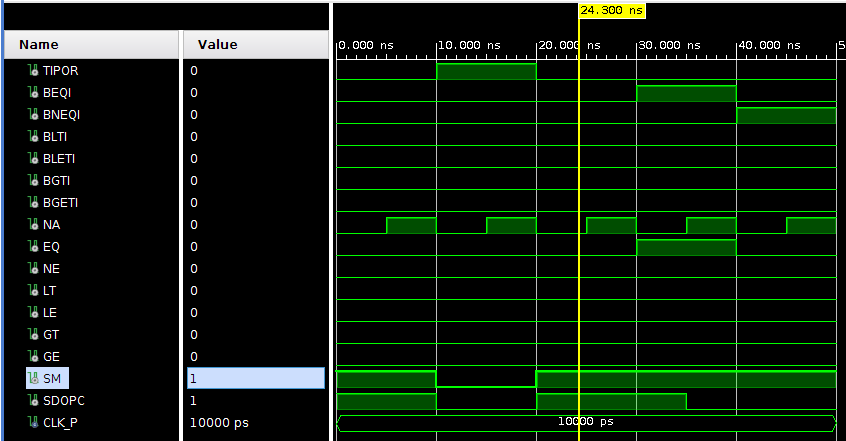 24.300 ns
Name Value 0.000 ns 10.000 ns 20.000 ns 30.000 ns 40.000 ns 5
TIPOR 0
BEQI 0
BNEQI 0
BLTI 0
BLETI 0
BGTI 0
BGETI 0
NA 0
EQ 0
NE 0
LT 0
LE 0
GT 0
GE 0
SM 1
SDOPC 1
CLK_P 10000 ps 10000 ps